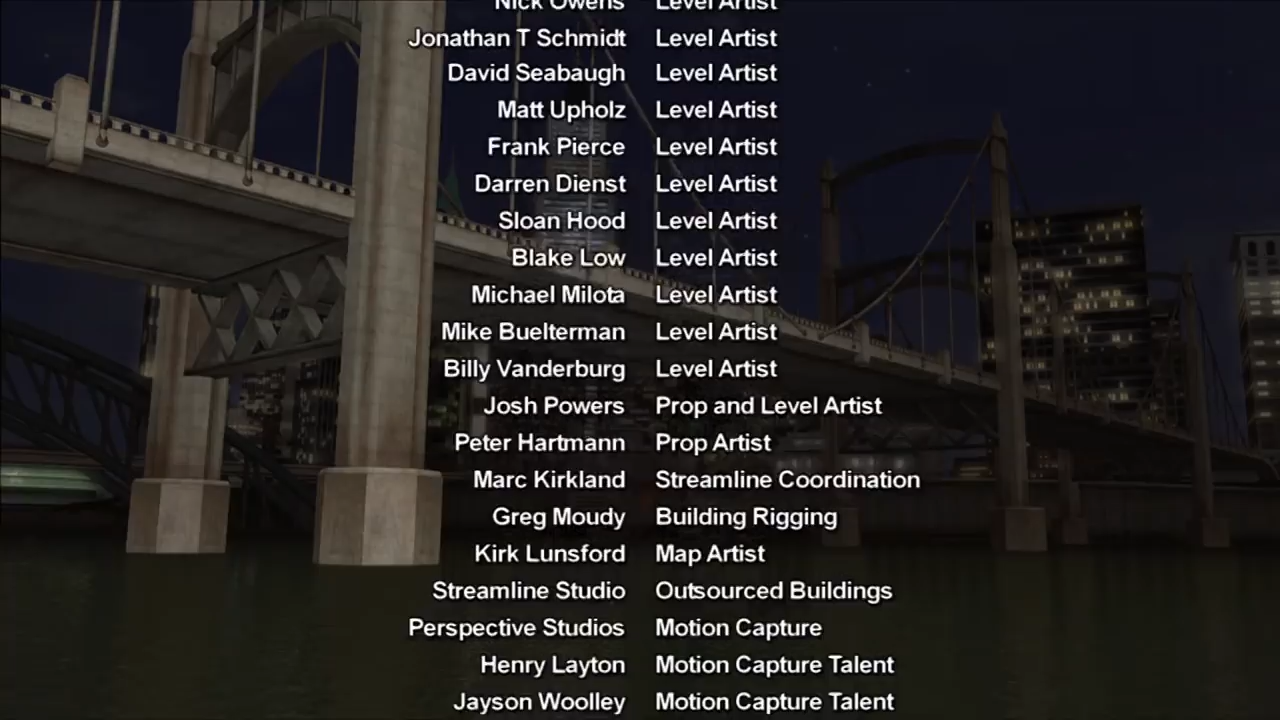 Nick Owens Level Artist
Jonathan T Schmidt Level Artist
David Seabaugh Level Artist
Matt Upholz Level Artist
Frank Pierce Level Artist
Darren Dienst Level Artist
Sloan Hood Level Artist
Blake Low Level Artist
Michael Milota Level Artist
Mike Buelterman Level Artist
Billy Vanderburg Level Artist
Josh Powers Prop and Level Artist
Peter Hartmann Prop Artist
Marc Kirkland Streamline Coordination
Greg Moudy Building Rigging
Kirk Lunsford Map Artist
Streamline Studio Outsourced Buildings
Perspective Studios Motion Capture
Henry Layton Motion Capture Talent
Jayson Woolley Motion Capture Talent